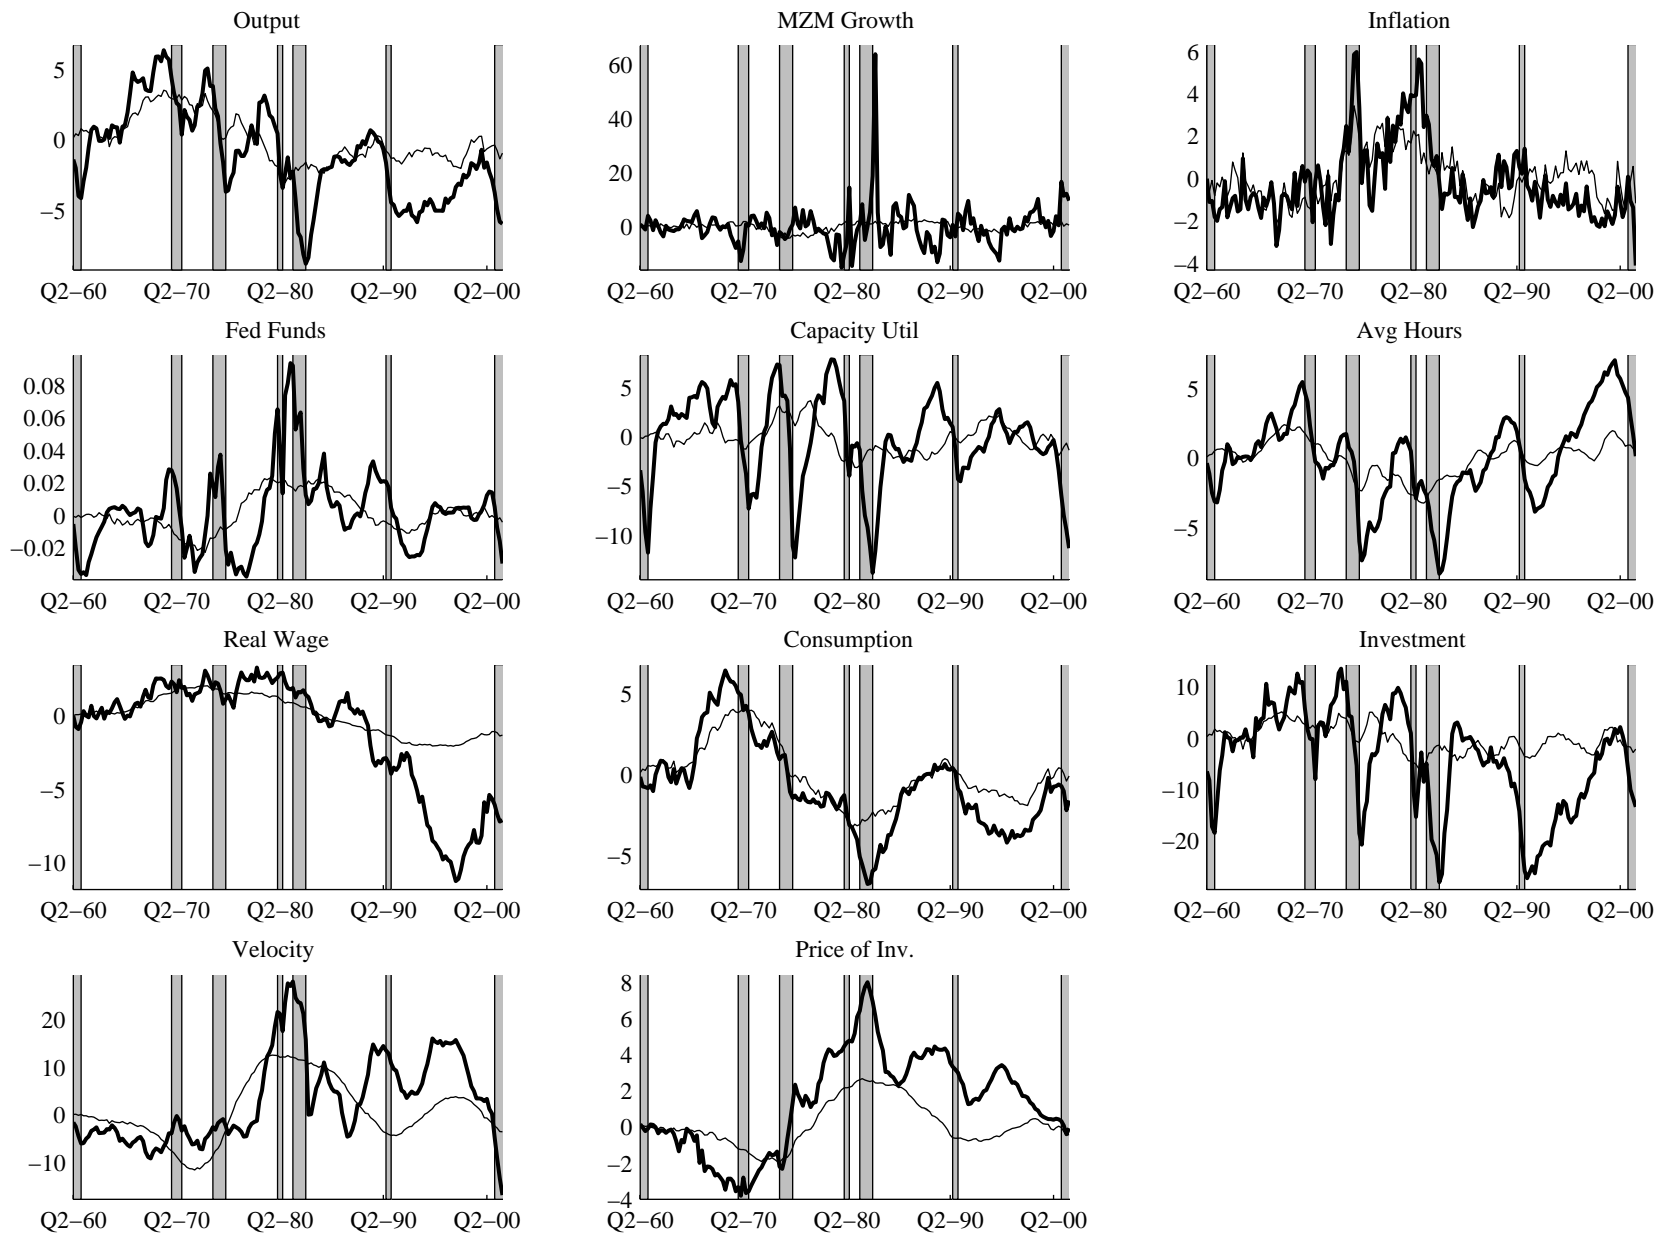 Output
5
0
−5
Q2−60 Q2−70 Q2−80 Q2−90 Q2−00
MZM Growth
60
40
20
0
Q2−60 Q2−70 Q2−80 Q2−90 Q2−00
Inflation
6
4
2
0
−2
−4
Q2−60 Q2−70 Q2−80 Q2−90 Q2−00
Fed Funds
0.08
0.06
0.04
0.02
0
−0.02
Q2−60 Q2−70 Q2−80 Q2−90 Q2−00
Capacity Util
5
0
−5
−10
Q2−60 Q2−70 Q2−80 Q2−90 Q2−00
Avg Hours
5
0
−5
Q2−60 Q2−70 Q2−80 Q2−90 Q2−00
Real Wage
0
−5
−10
Q2−60 Q2−70 Q2−80 Q2−90 Q2−00
Consumption
5
0
−5
Q2−60 Q2−70 Q2−80 Q2−90 Q2−00
Investment
10
0
−10
−20
Q2−60 Q2−70 Q2−80 Q2−90 Q2−00
Velocity
20
10
0
−10
Q2−60 Q2−70 Q2−80 Q2−90 Q2−00
Price of Inv.
8
6
4
2
0
−2
−4
Q2−60 Q2−70 Q2−80 Q2−90 Q2−00